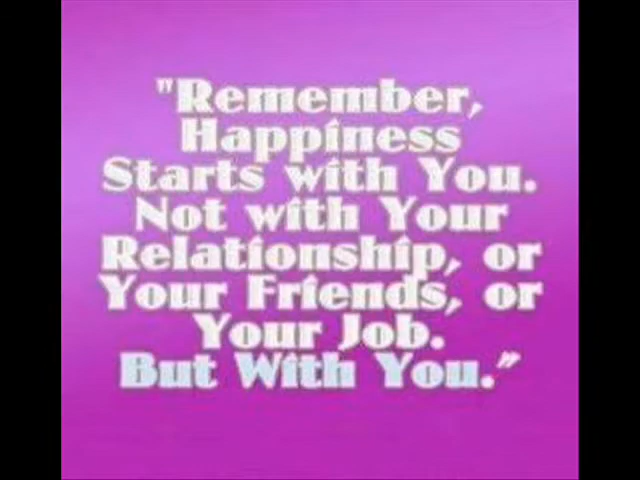 "Remember,
Happiness
Starts with You.
Not with Your
Relationship, or
Your Friends, or
Your Job.
But With You.”